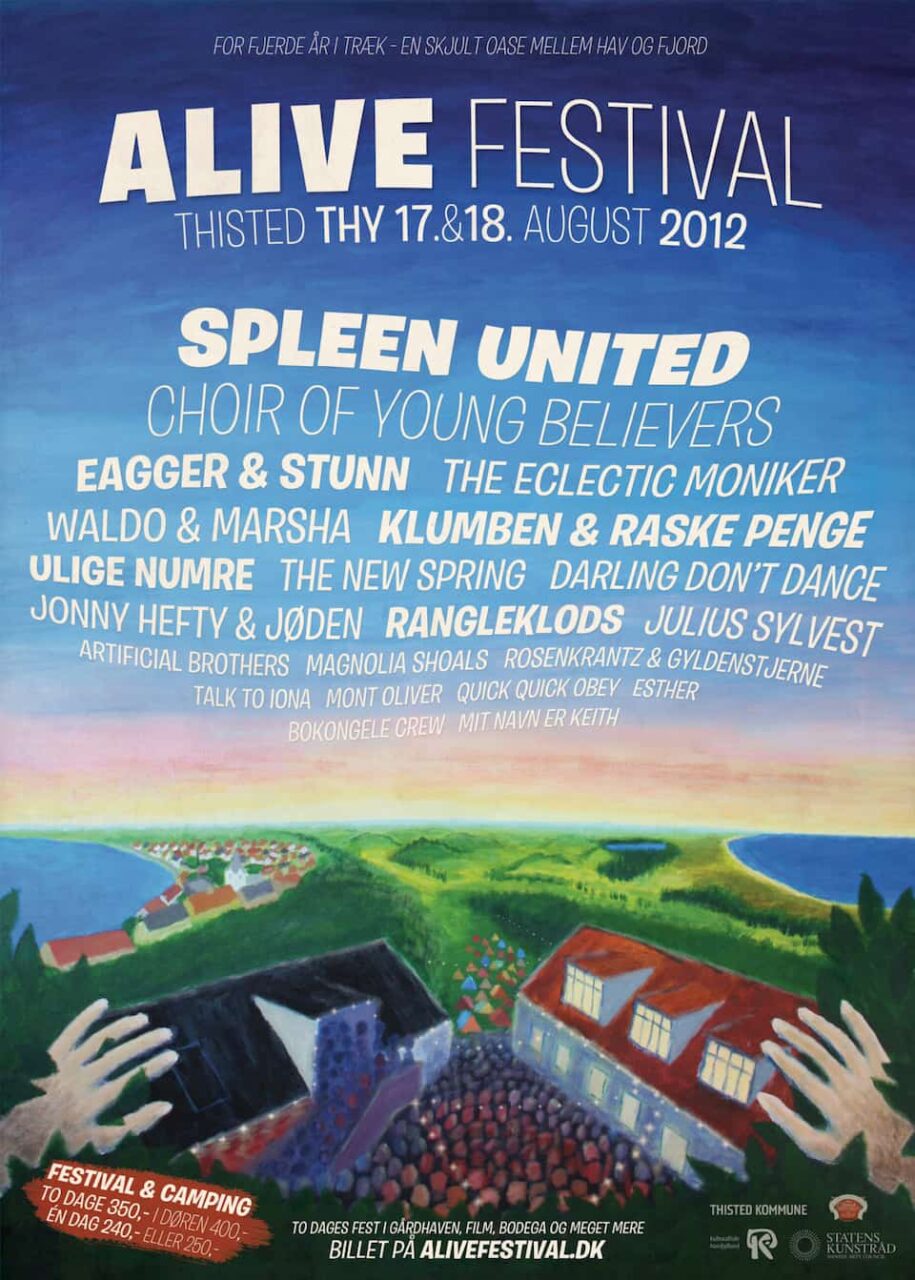 FOR FJERDE ÅR I TRÆK - EN SKJULT OASE MELLEM HAV OG FJORD
ALIVE FESTIVAL
THISTED THY 17.&18. AUGUST 2012
SPLEEN UNITED
CHOIR OF YOUNG BELIEVERS
EAGGER & STUNN THE ECLECTIC MONIKER
WALDO & MARSHA KLUMBEN & RASKE PENGE
ULIGE NUMRE THE NEW SPRING DARLING DON'T DANCE
JONNY HEFTY & JØDEN RANGLEKLODS JULIUS SYLVEST
ARTIFICIAL BROTHERS MAGNOLIA SHOALS ROSENKRANTZ & GYLDENSTJERNE
TALK TO IONA MONT OLIVER QUICK QUICK OBEY ESTHER
BOKONGELE CREW MIT NAVN ER KEITH
FESTIVAL & CAMPING
TO DAGE 350,- I DØREN 400,-
ÉN DAG 240,- ELLER 250,-
TO DAGES FEST I GÅRDHAVEN, FILM, BODEGA OG MEGET MERE
BILLET PÅ ALIVEFESTIVAL.DK
THISTED KOMMUNE
STATENS
KUNSTRÅD
DANISH ARTS COUNCIL